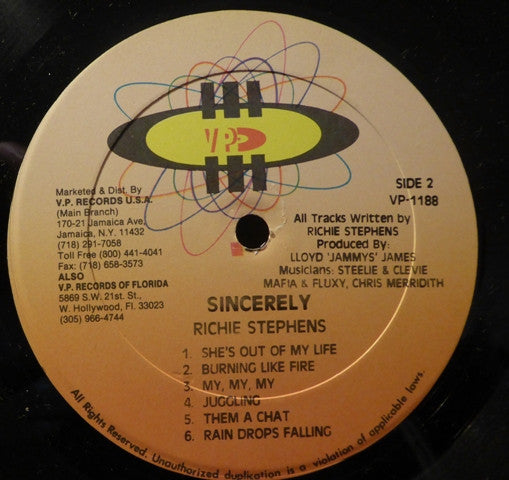 VP
SIDE 2
VP-1188
Marketed & Dist. By
V.P. RECORDS U.S.A.
(Main Branch)
170-21 Jamaica Ave,
Jamaica, N.Y. 11432
(718) 291-7058
Toll Free (800) 441-4041
Fax: (718) 658-3573
ALSO
V.P. RECORDS OF FLORIDA
5869 S.W. 21st. St.,
W. Hollywood, Fl. 33023
(305) 966-4744
All Tracks Written by
RICHIE STEPHENS
Produced By:
LLOYD 'JAMMYS' JAMES
Musicians: STEELIE & CLEVIE
MAFIA & FLUXY, CHRIS MERRIDITH
SINCERELY
RICHIE STEPHENS
1. SHE'S OUT OF MY LIFE
2. BURNING LIKE FIRE
3. MY, MY, MY
4. JUGGLING
5. THEM A CHAT
6. RAIN DROPS FALLING
All Rights Reserved. Unauthorized duplication is a violation of applicable laws.